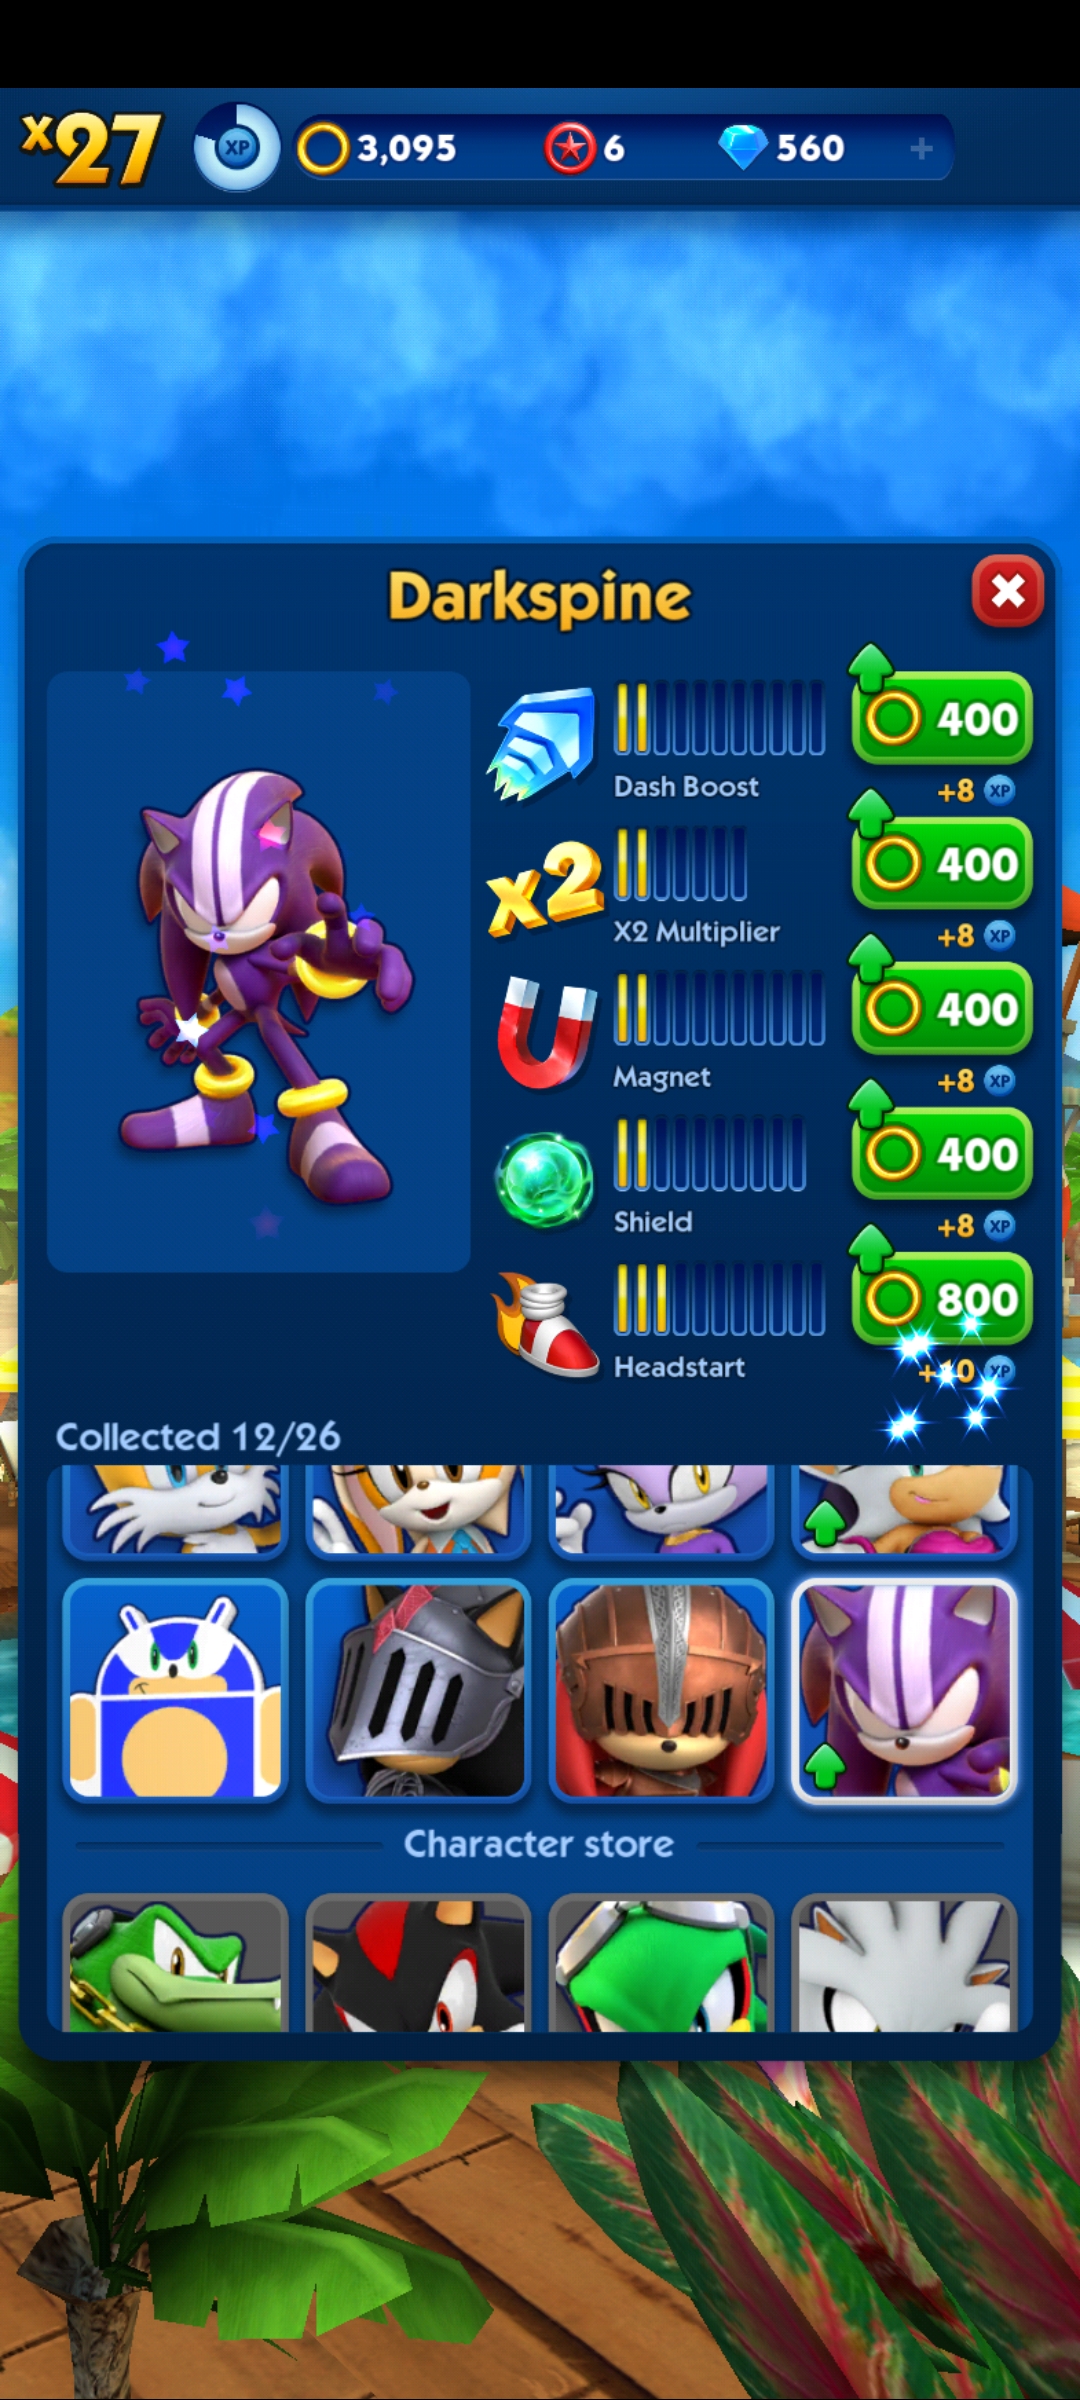 x27 XP 3,095 6 560 +
Darkspine
400
Dash Boost
+8 XP
x2
400
X2 Multiplier
+8 XP
400
Magnet
+8 XP
400
Shield
+8 XP
800
Headstart
+10 XP
Collected 12/26
Character store